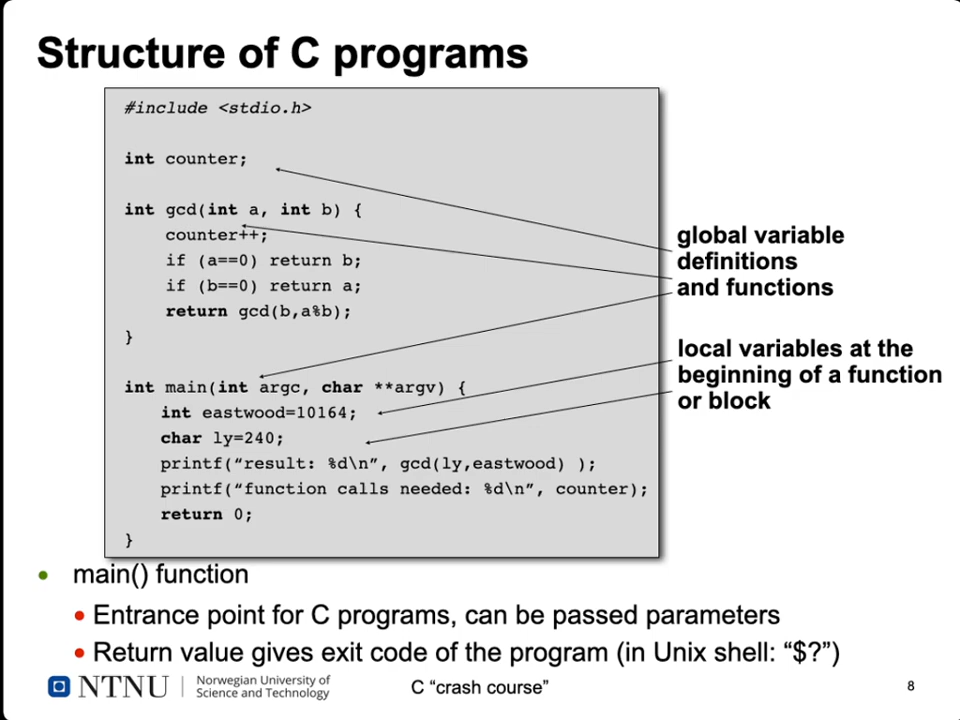 Structure of C programs
#include <stdio.h>
int counter;
int gcd(int a, int b) {
counter++;
if (a==0) return b;
if (b==0) return a;
return gcd(b,a%b);
}
int main(int argc, char **argv) {
int eastwood=10164;
char ly=240;
printf(“result: %d\n”, gcd(ly,eastwood) );
printf(“function calls needed: %d\n”, counter);
return 0;
}
global variable
definitions
and functions
local variables at the
beginning of a function
or block
• main() function
• Entrance point for C programs, can be passed parameters
• Return value gives exit code of the program (in Unix shell: “$?”)
NTNU
Norwegian University of
Science and Technology
C “crash course”
8